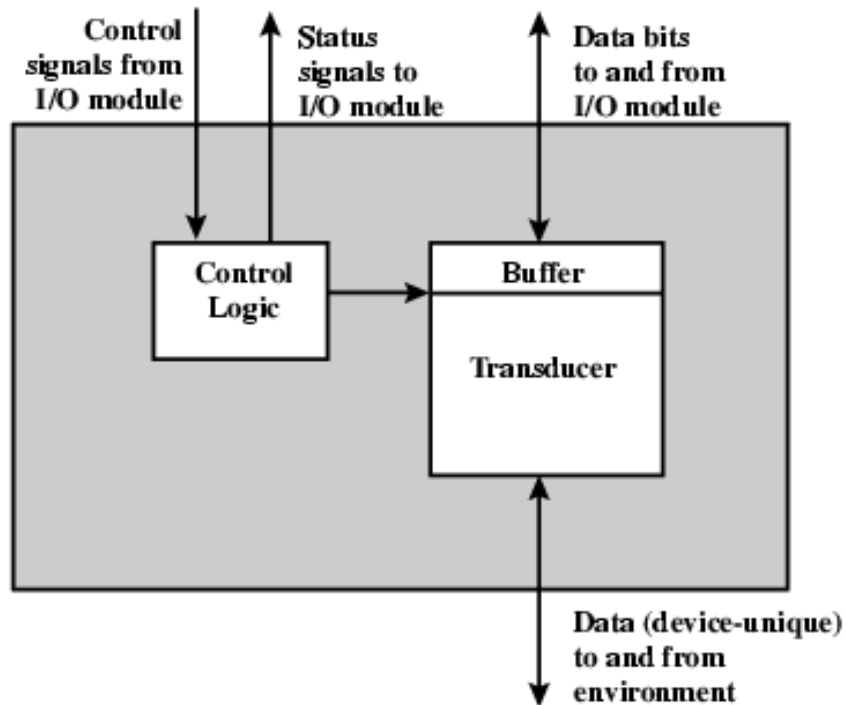 Control
signals from
I/O module
Status
signals to
I/O module
Data bits
to and from
I/O module
Control
Logic
Buffer
Transducer
Data (device-unique)
to and from
environment